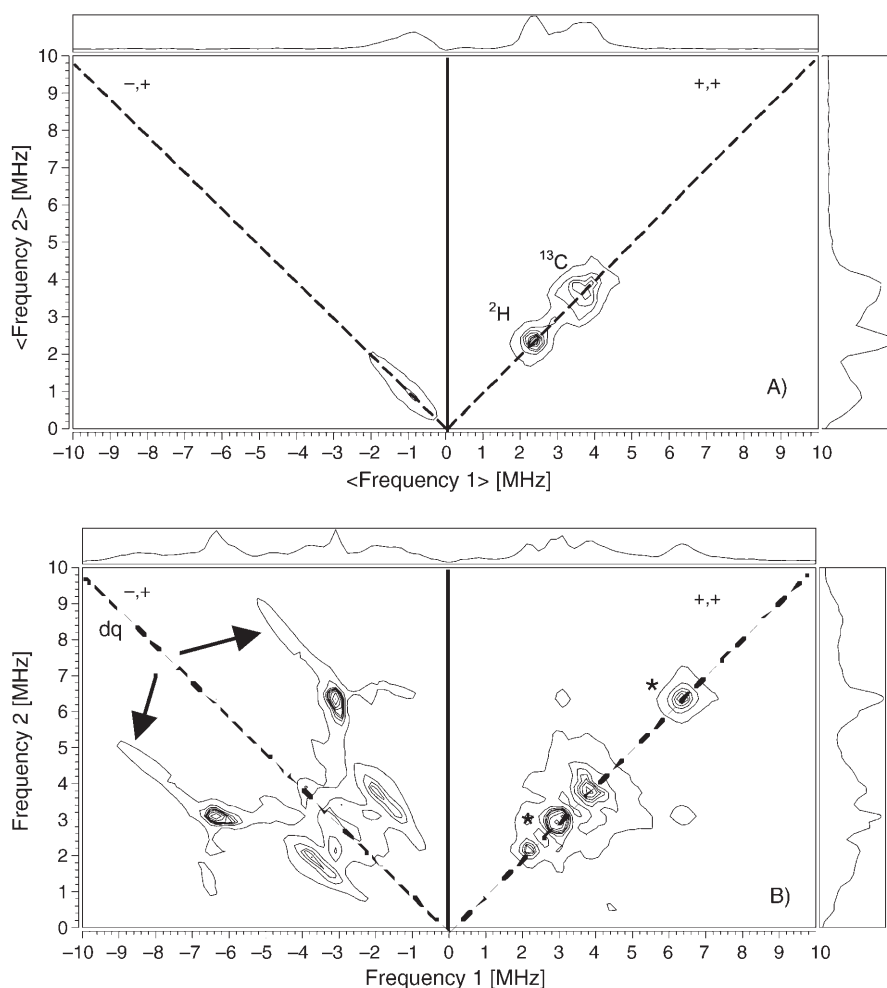 10
9
8
7
6
5
4
3
2
1
0
<Frequency 2> [MHz]
–,+
+,+
¹³C
²H
A)
–10 –9 –8 –7 –6 –5 –4 –3 –2 –1 0 1 2 3 4 5 6 7 8 9 10
<Frequency 1> [MHz]
10
9
8
7
6
5
4
3
2
1
0
Frequency 2 [MHz]
–,+
+,+
dq
*
*
B)
–10 –9 –8 –7 –6 –5 –4 –3 –2 –1 0 1 2 3 4 5 6 7 8 9 10
Frequency 1 [MHz]